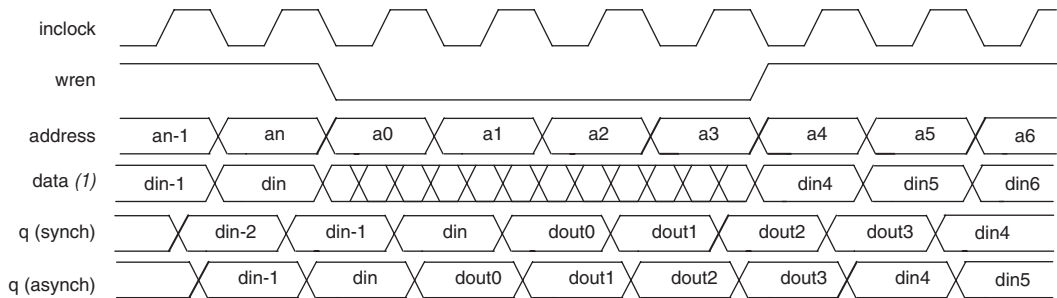 inclock
wren
address an-1 an a0 a1 a2 a3 a4 a5 a6
data (1) din-1 din din4 din5 din6
q (synch) din-2 din-1 din dout0 dout1 dout2 dout3 din4
q (asynch) din-1 din dout0 dout1 dout2 dout3 din4 din5